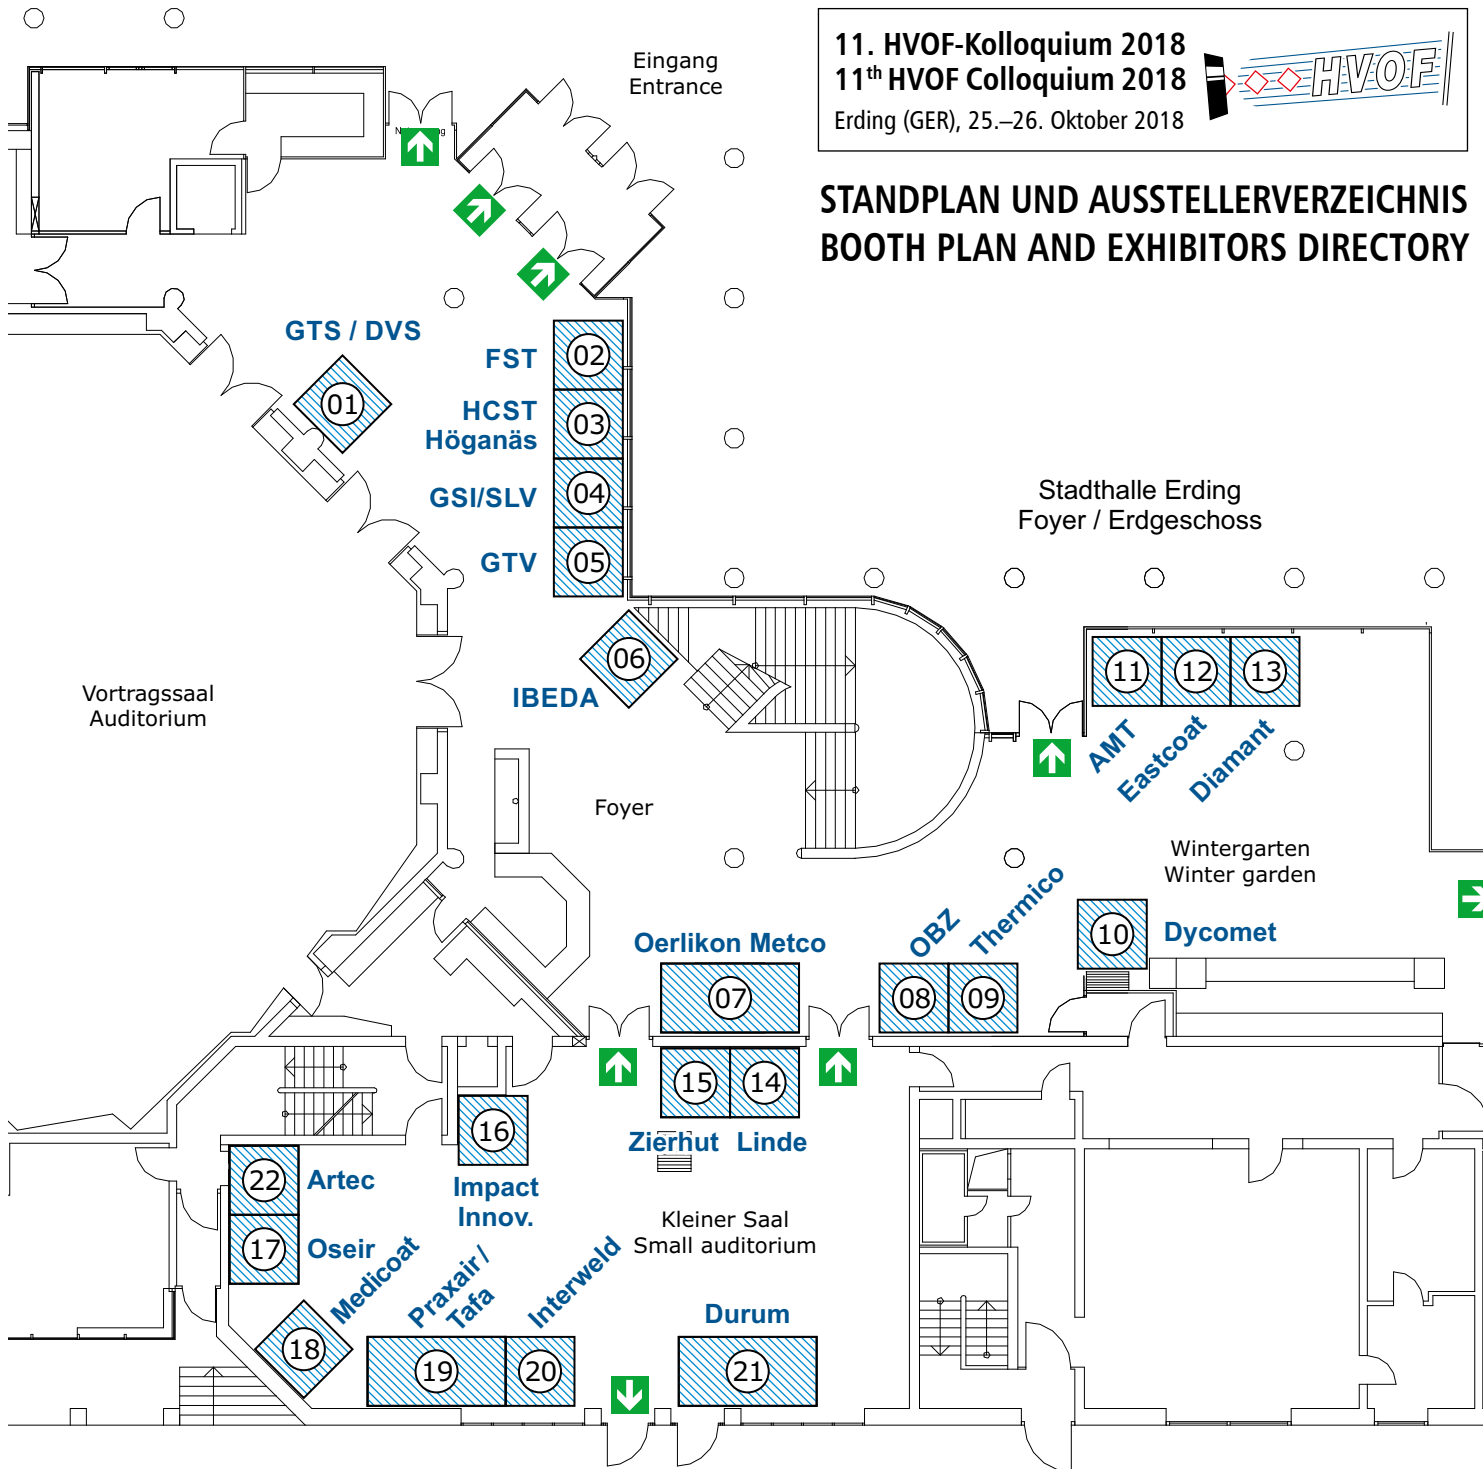 Eingang
Entrance
11. HVOF-Kolloquium 2018
11th HVOF Colloquium 2018
Erding (GER), 25.–26. Oktober 2018
HVOF
STANDPLAN UND AUSSTELLERVERZEICHNIS
BOOTH PLAN AND EXHIBITORS DIRECTORY
GTS / DVS
01
FST
02
HCST
Höganäs
03
GSI/SLV
04
GTV
05
Stadthalle Erding
Foyer / Erdgeschoss
06
IBEDA
Vortragssaal
Auditorium
11
12
13
AMT
Eastcoat
Diamant
Foyer
Wintergarten
Winter garden
Oerlikon Metco
07
OBZ
Thermico
08
09
10
Dycomet
15
14
Zierhut
Linde
16
Impact
Innov.
22
Artec
17
Oseir
Kleiner Saal
Small auditorium
Medicoat
18
Praxair /
Tafa
19
Interweld
20
Durum
21